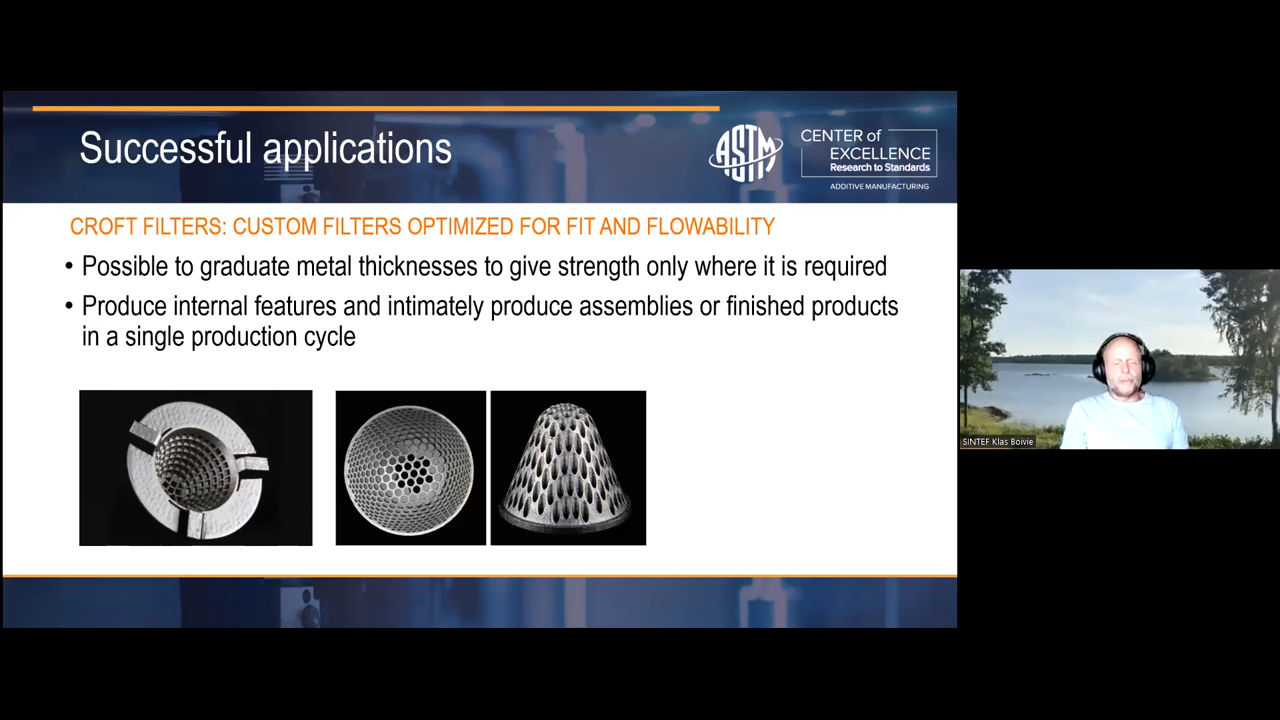 Successful applications
ASTM
CENTER of
EXCELLENCE
Research to Standards
ADDITIVE MANUFACTURING
CROFT FILTERS: CUSTOM FILTERS OPTIMIZED FOR FIT AND FLOWABILITY
• Possible to graduate metal thicknesses to give strength only where it is required
• Produce internal features and intimately produce assemblies or finished products
in a single production cycle
SINTEF Klas Boivie